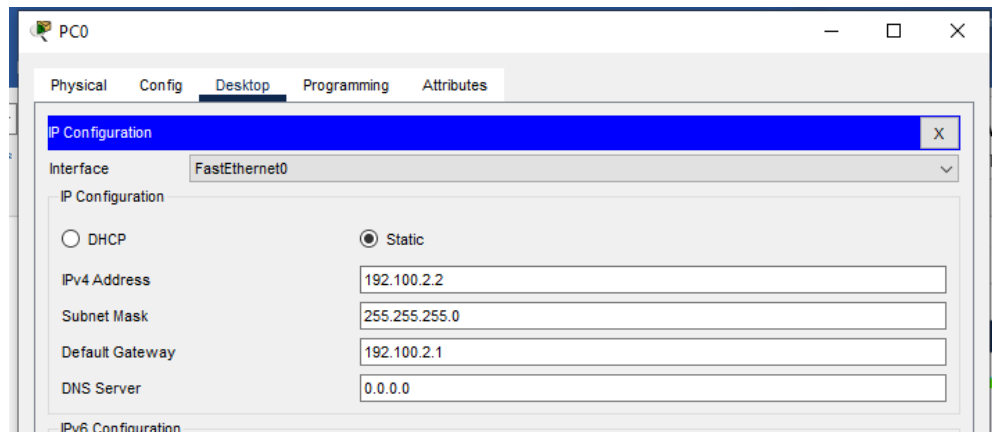 PC0
Physical Config Desktop Programming Attributes
IP Configuration X
Interface FastEthernet0
IP Configuration
DHCP Static
IPv4 Address 192.100.2.2
Subnet Mask 255.255.255.0
Default Gateway 192.100.2.1
DNS Server 0.0.0.0
IPv6 Configuration